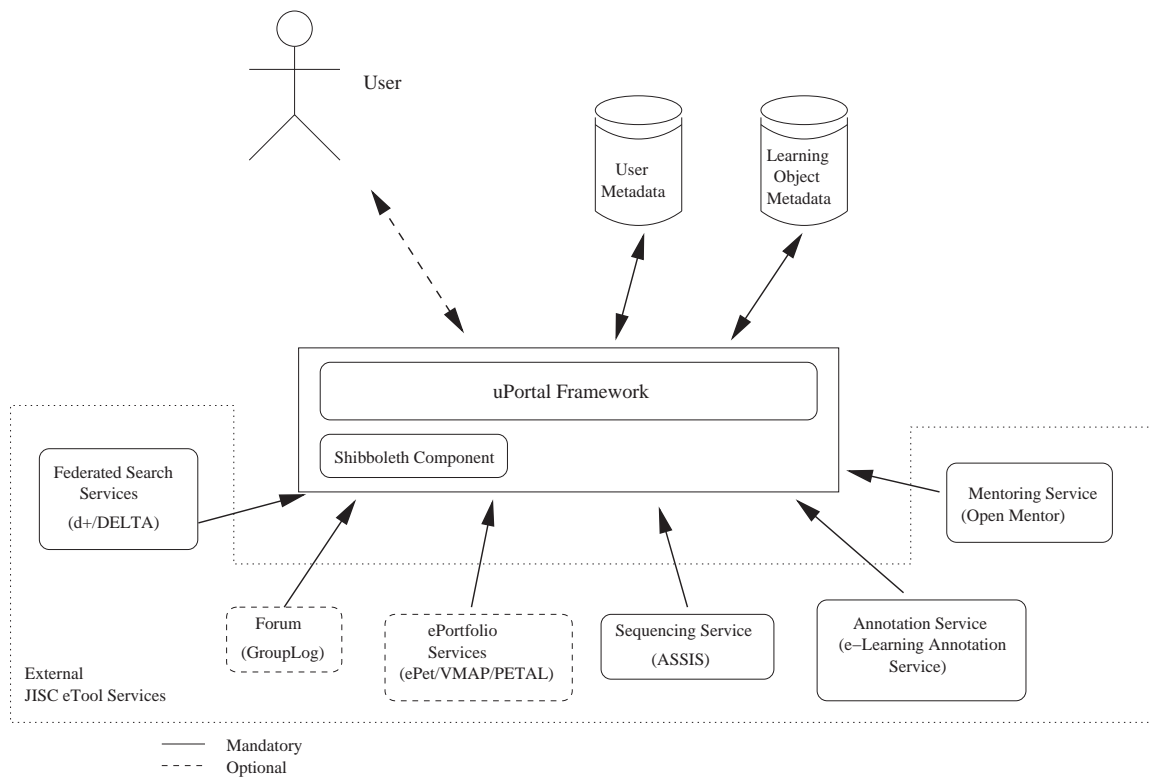 User
User
Metadata
Learning
Object
Metadata
uPortal Framework
Shibboleth Component
Federated Search
Services
(d+/DELTA)
Mentoring Service
(Open Mentor)
Forum
(GroupLog)
ePortfolio
Services
(ePet/VMAP/PETAL)
Sequencing Service
(ASSIS)
Annotation Service
(e–Learning Annotation
Service)
External
JISC eTool Services
Mandatory
Optional